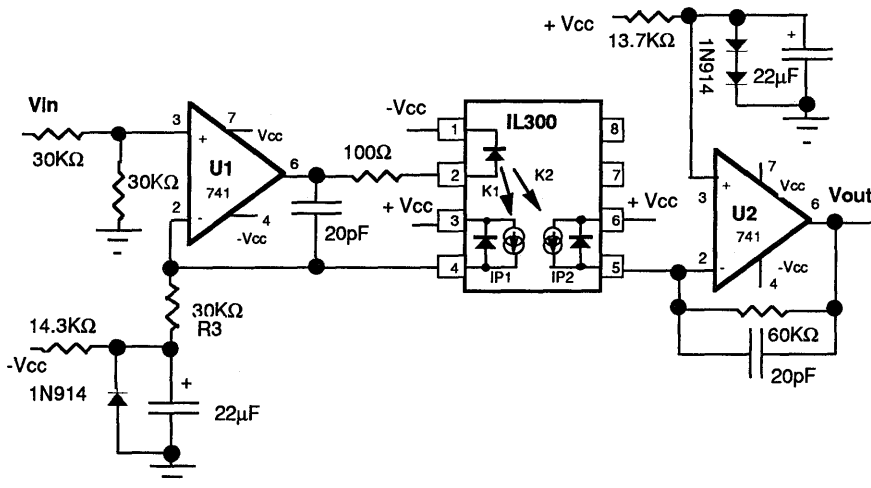 + Vcc
13.7KΩ
1N914
+
22µF
Vin
30KΩ
30KΩ
3
+
7
Vcc
U1
741
6
2
-
4
-Vcc
100Ω
20pF
-Vcc
IL300
1
8
2
7
K1
K2
+ Vcc
3
6
+ Vcc
4
IP1
IP2
5
+
3
7
Vcc
U2
741
6
Vout
2
-
-Vcc
4
60KΩ
20pF
30KΩ
R3
14.3KΩ
-Vcc
1N914
+
22µF